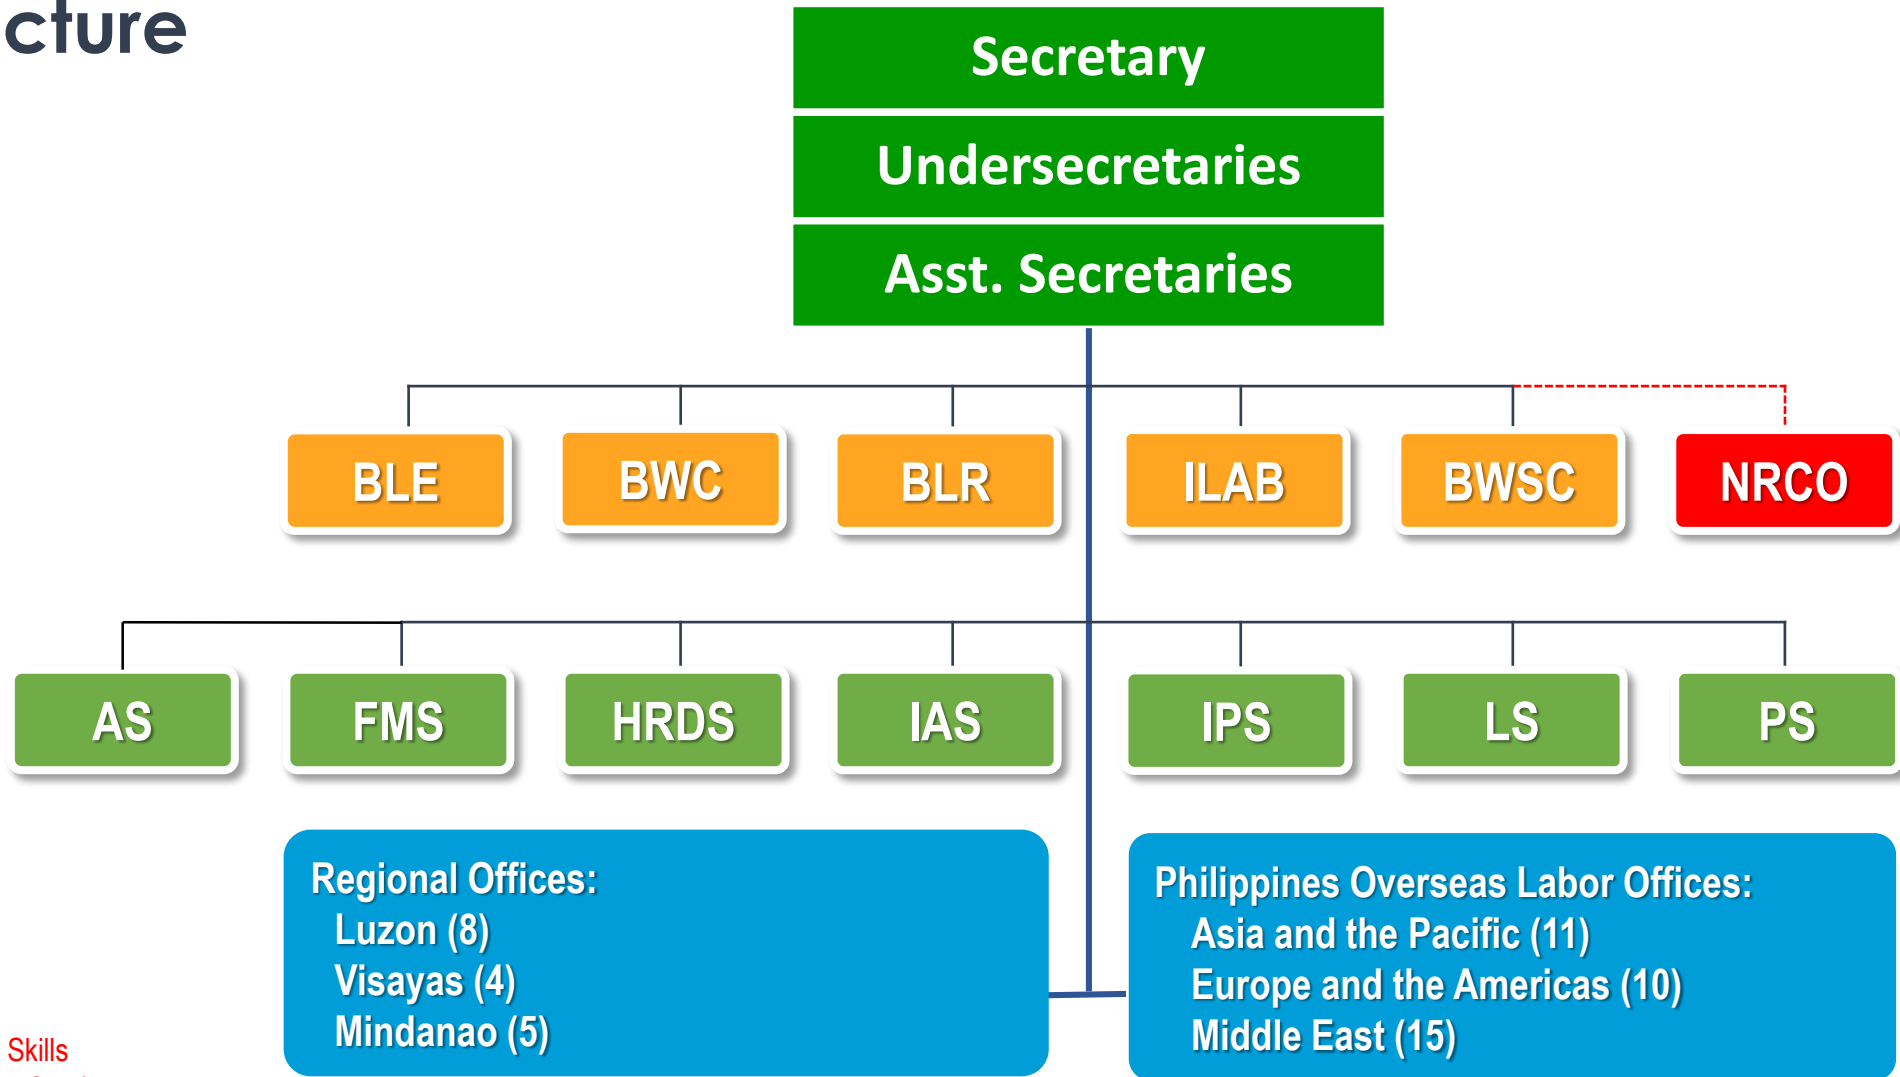 cture
Secretary
Undersecretaries
Asst. Secretaries
BLE
BWC
BLR
ILAB
BWSC
NRCO
AS
FMS
HRDS
IAS
IPS
LS
PS
Regional Offices:
Luzon (8)
Visayas (4)
Mindanao (5)
Philippines Overseas Labor Offices:
Asia and the Pacific (11)
Europe and the Americas (10)
Middle East (15)
Skills